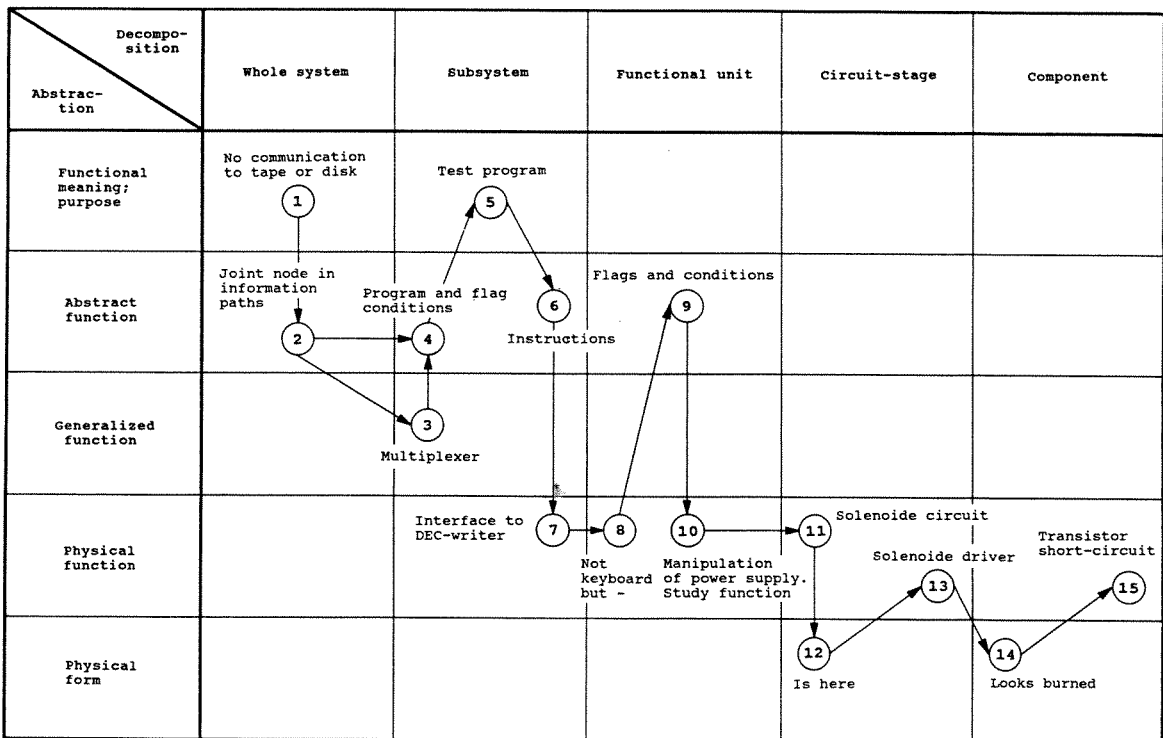 Decompo-
sition
Abstrac-
tion
Whole system
Subsystem
Functional unit
Circuit-stage
Component
Functional
meaning;
purpose
No communication
to tape or disk
1
Test program
5
Abstract
function
Joint node in
information
paths
2
Program and flag
conditions
4
6
Instructions
Flags and conditions
9
Generalized
function
3
Multiplexer
Physical
function
Interface to
DEC-writer
7
8
Not
keyboard
but -
10
Manipulation
of power supply.
Study function
11
Solenoide circuit
Solenoide driver
13
Transistor
short-circuit
15
Physical
form
12
Is here
14
Looks burned